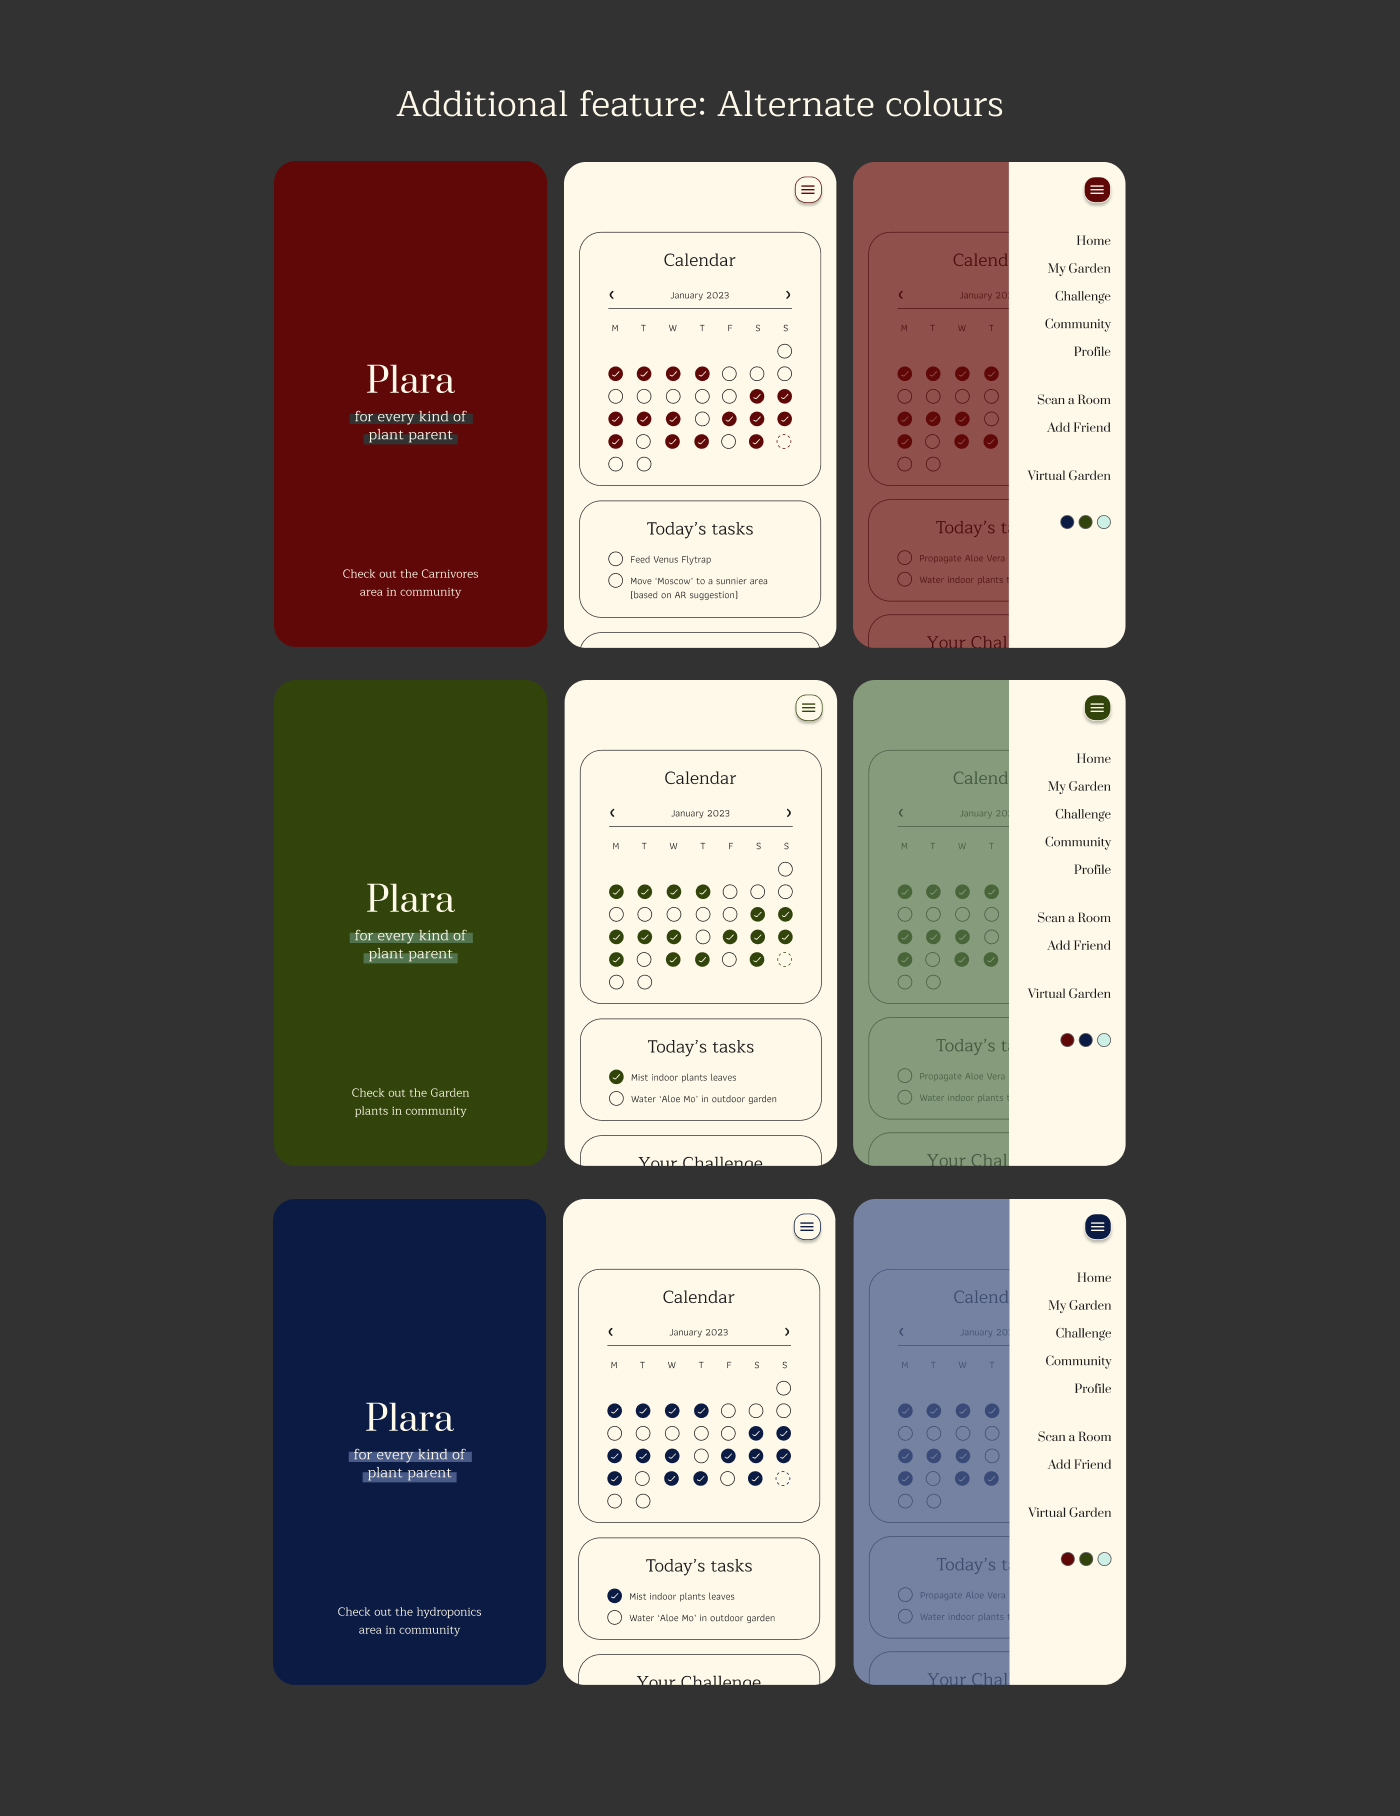 Additional feature: Alternate colours
Plara
for every kind of
plant parent
Check out the Carnivores
area in community
Calendar
January 2023
M T W T F S S
Today's tasks
Feed Venus Flytrap
Move 'Moscow' to a sunnier area
[based on AR suggestion]
Calend
January 20
M T W T
Today's t
Propagate Aloe Vera
Water indoor plants t
Your Chal
Home
My Garden
Challenge
Community
Profile
Scan a Room
Add Friend
Virtual Garden
Plara
for every kind of
plant parent
Check out the Garden
plants in community
Calendar
January 2023
M T W T F S S
Today's tasks
Mist indoor plants leaves
Water 'Aloe Mo' in outdoor garden
Your Challenge
Calend
January 20
M T W T
Today's t
Propagate Aloe Vera
Water indoor plants t
Your Chal
Home
My Garden
Challenge
Community
Profile
Scan a Room
Add Friend
Virtual Garden
Plara
for every kind of
plant parent
Check out the hydroponics
area in community
Calendar
January 2023
M T W T F S S
Today's tasks
Mist indoor plants leaves
Water 'Aloe Mo' in outdoor garden
Your Challenge
Calend
January 20
M T W T
Today's t
Propagate Aloe Vera
Water indoor plants t
Your Chal
Home
My Garden
Challenge
Community
Profile
Scan a Room
Add Friend
Virtual Garden